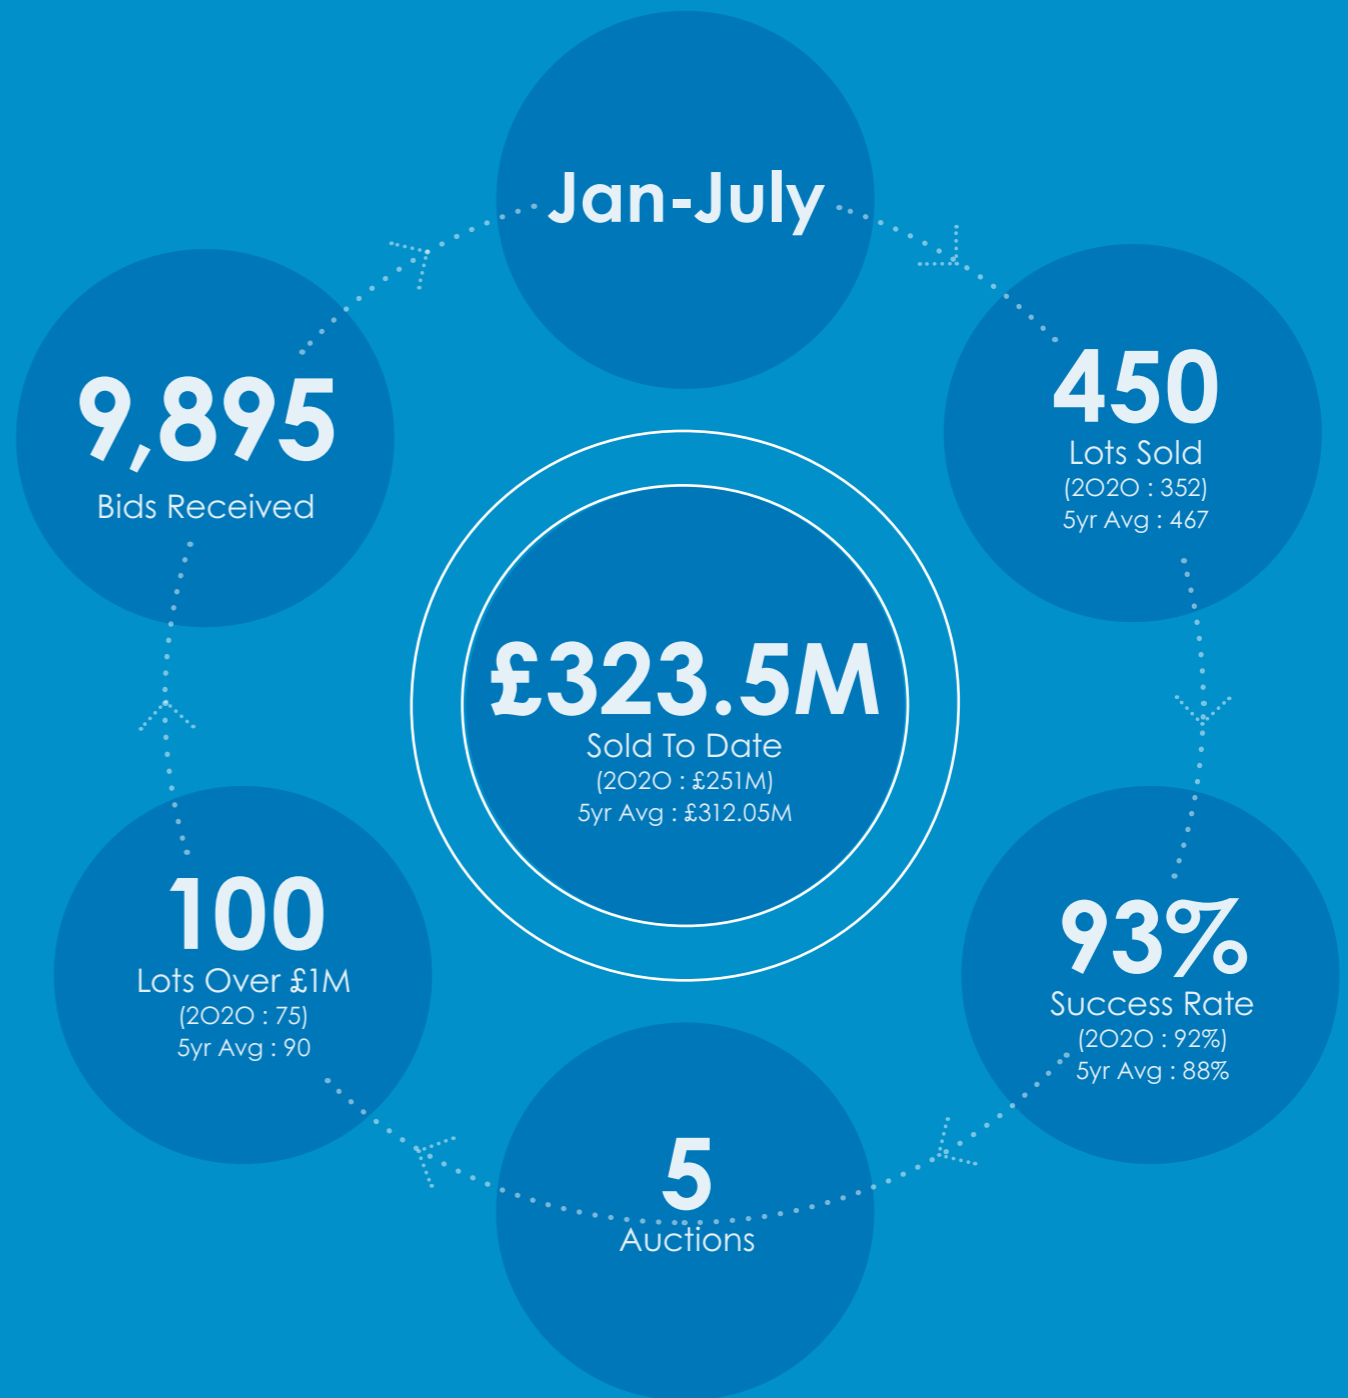 Jan-July
450
Lots Sold
(2020 : 352)
5yr Avg : 467
93%
Success Rate
(2020 : 92%)
5yr Avg : 88%
5
Auctions
100
Lots Over £1M
(2020 : 75)
5yr Avg : 90
9,895
Bids Received
£323.5M
Sold To Date
(2020 : £251M)
5yr Avg : £312.05M